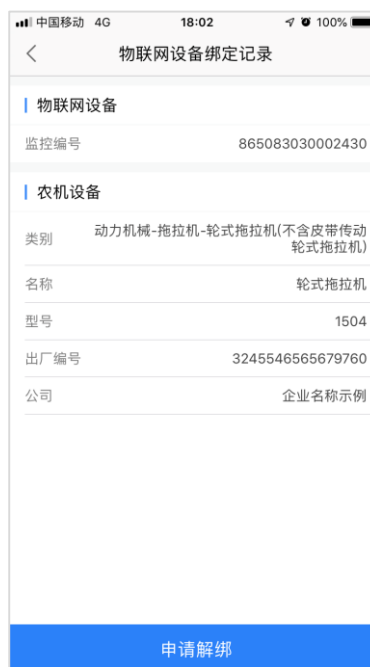 中国移动 4G 18:02 100%
物联网设备绑定记录
物联网设备
监控编号 865083030002430
农机设备
类别 动力机械-拖拉机-轮式拖拉机(不含皮带传动
轮式拖拉机)
名称 轮式拖拉机
型号 1504
出厂编号 3245546565679760
公司 企业名称示例
申请解绑